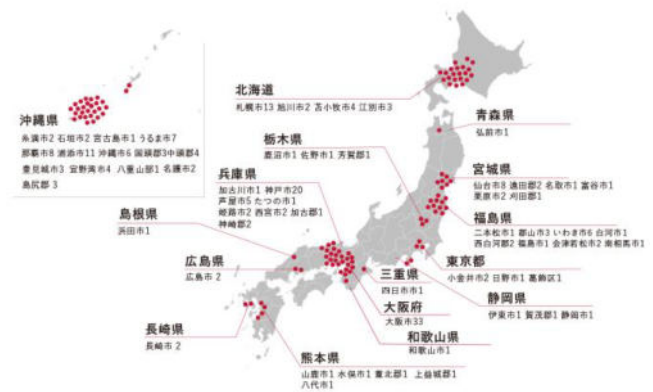 北海道
札幌市13 旭川市2 苫小牧市4 江別市3
青森県
弘前市1
沖縄県
糸満市2 石垣市2 宮古島市1 うるま市7
那覇市8 浦添市11 沖縄市6 国頭郡3中頭郡4
豊見城市3 宜野湾市4 八重山郡1 名護市2
島尻郡3
栃木県
鹿沼市1 佐野市1 芳賀郡1
宮城県
仙台市8 遠田郡2 名取市1 富谷市1
栗原市2 刈田郡1
兵庫県
加古川市1 神戸市20
芦屋市5 たつの市1
姫路市2 西宮市2 加古郡1
神崎郡2
福島県
二本松市1 郡山市3 いわき市6 白河市1
西白河郡2 福島市1 会津若松市2 南相馬市1
島根県
浜田市1
広島県
広島市 2
東京都
小金井市2 日野市1 葛飾区1
三重県
四日市市1
静岡県
伊東市1 賀茂郡1 静岡市1
大阪府
大阪市33
長崎県
長崎市 2
和歌山県
和歌山市1
熊本県
山鹿市1 水俣市1 葦北郡1 上益城郡1
八代市1